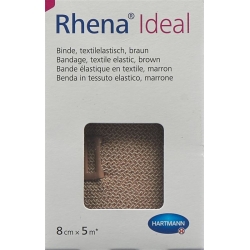 Rhena® Ideal
Binde, textilelastisch, braun
Bandage, textile elastic, brown
Bande élastique en textile, marron
Benda in tessuto elastico, marrone
HARTMANN
8 cm x 5 m*